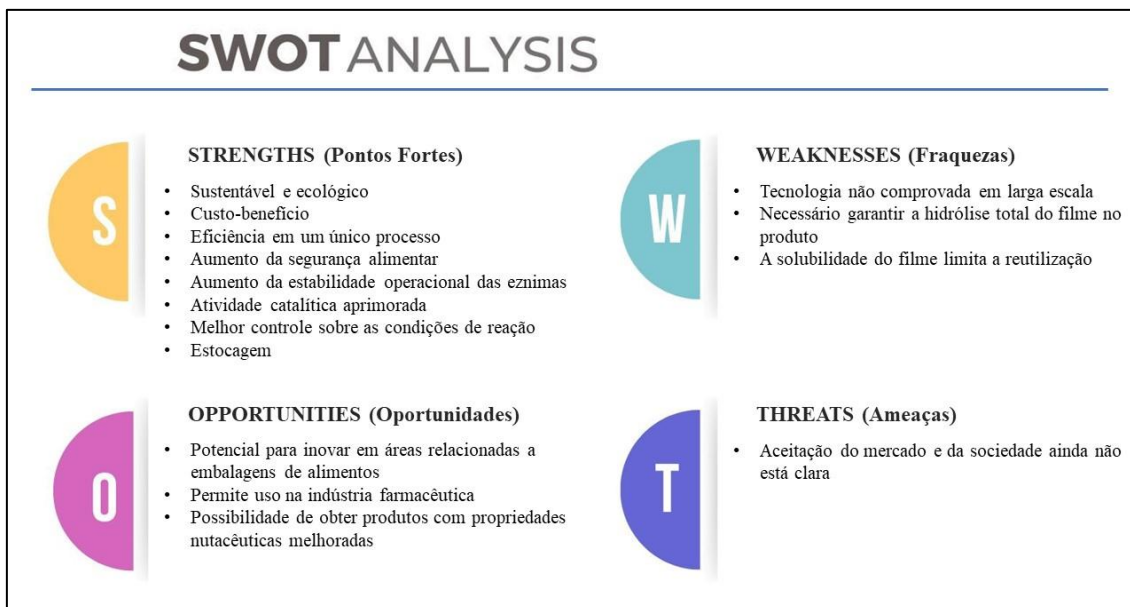 SWOT ANALYSIS
S
STRENGTHS (Pontos Fortes)
• Sustentável e ecológico
• Custo-benefício
• Eficiência em um único processo
• Aumento da segurança alimentar
• Aumento da estabilidade operacional das eznimas
• Atividade catalítica aprimorada
• Melhor controle sobre as condições de reação
• Estocagem
W
WEAKNESSES (Fraquezas)
• Tecnologia não comprovada em larga escala
• Necessário garantir a hidrólise total do filme no
produto
• A solubilidade do filme limita a reutilização
O
OPPORTUNITIES (Oportunidades)
• Potencial para inovar em áreas relacionadas a
embalagens de alimentos
• Permite uso na indústria farmacêutica
• Possibilidade de obter produtos com propriedades
nutacêuticas melhoradas
T
THREATS (Ameaças)
• Aceitação do mercado e da sociedade ainda não
está clara